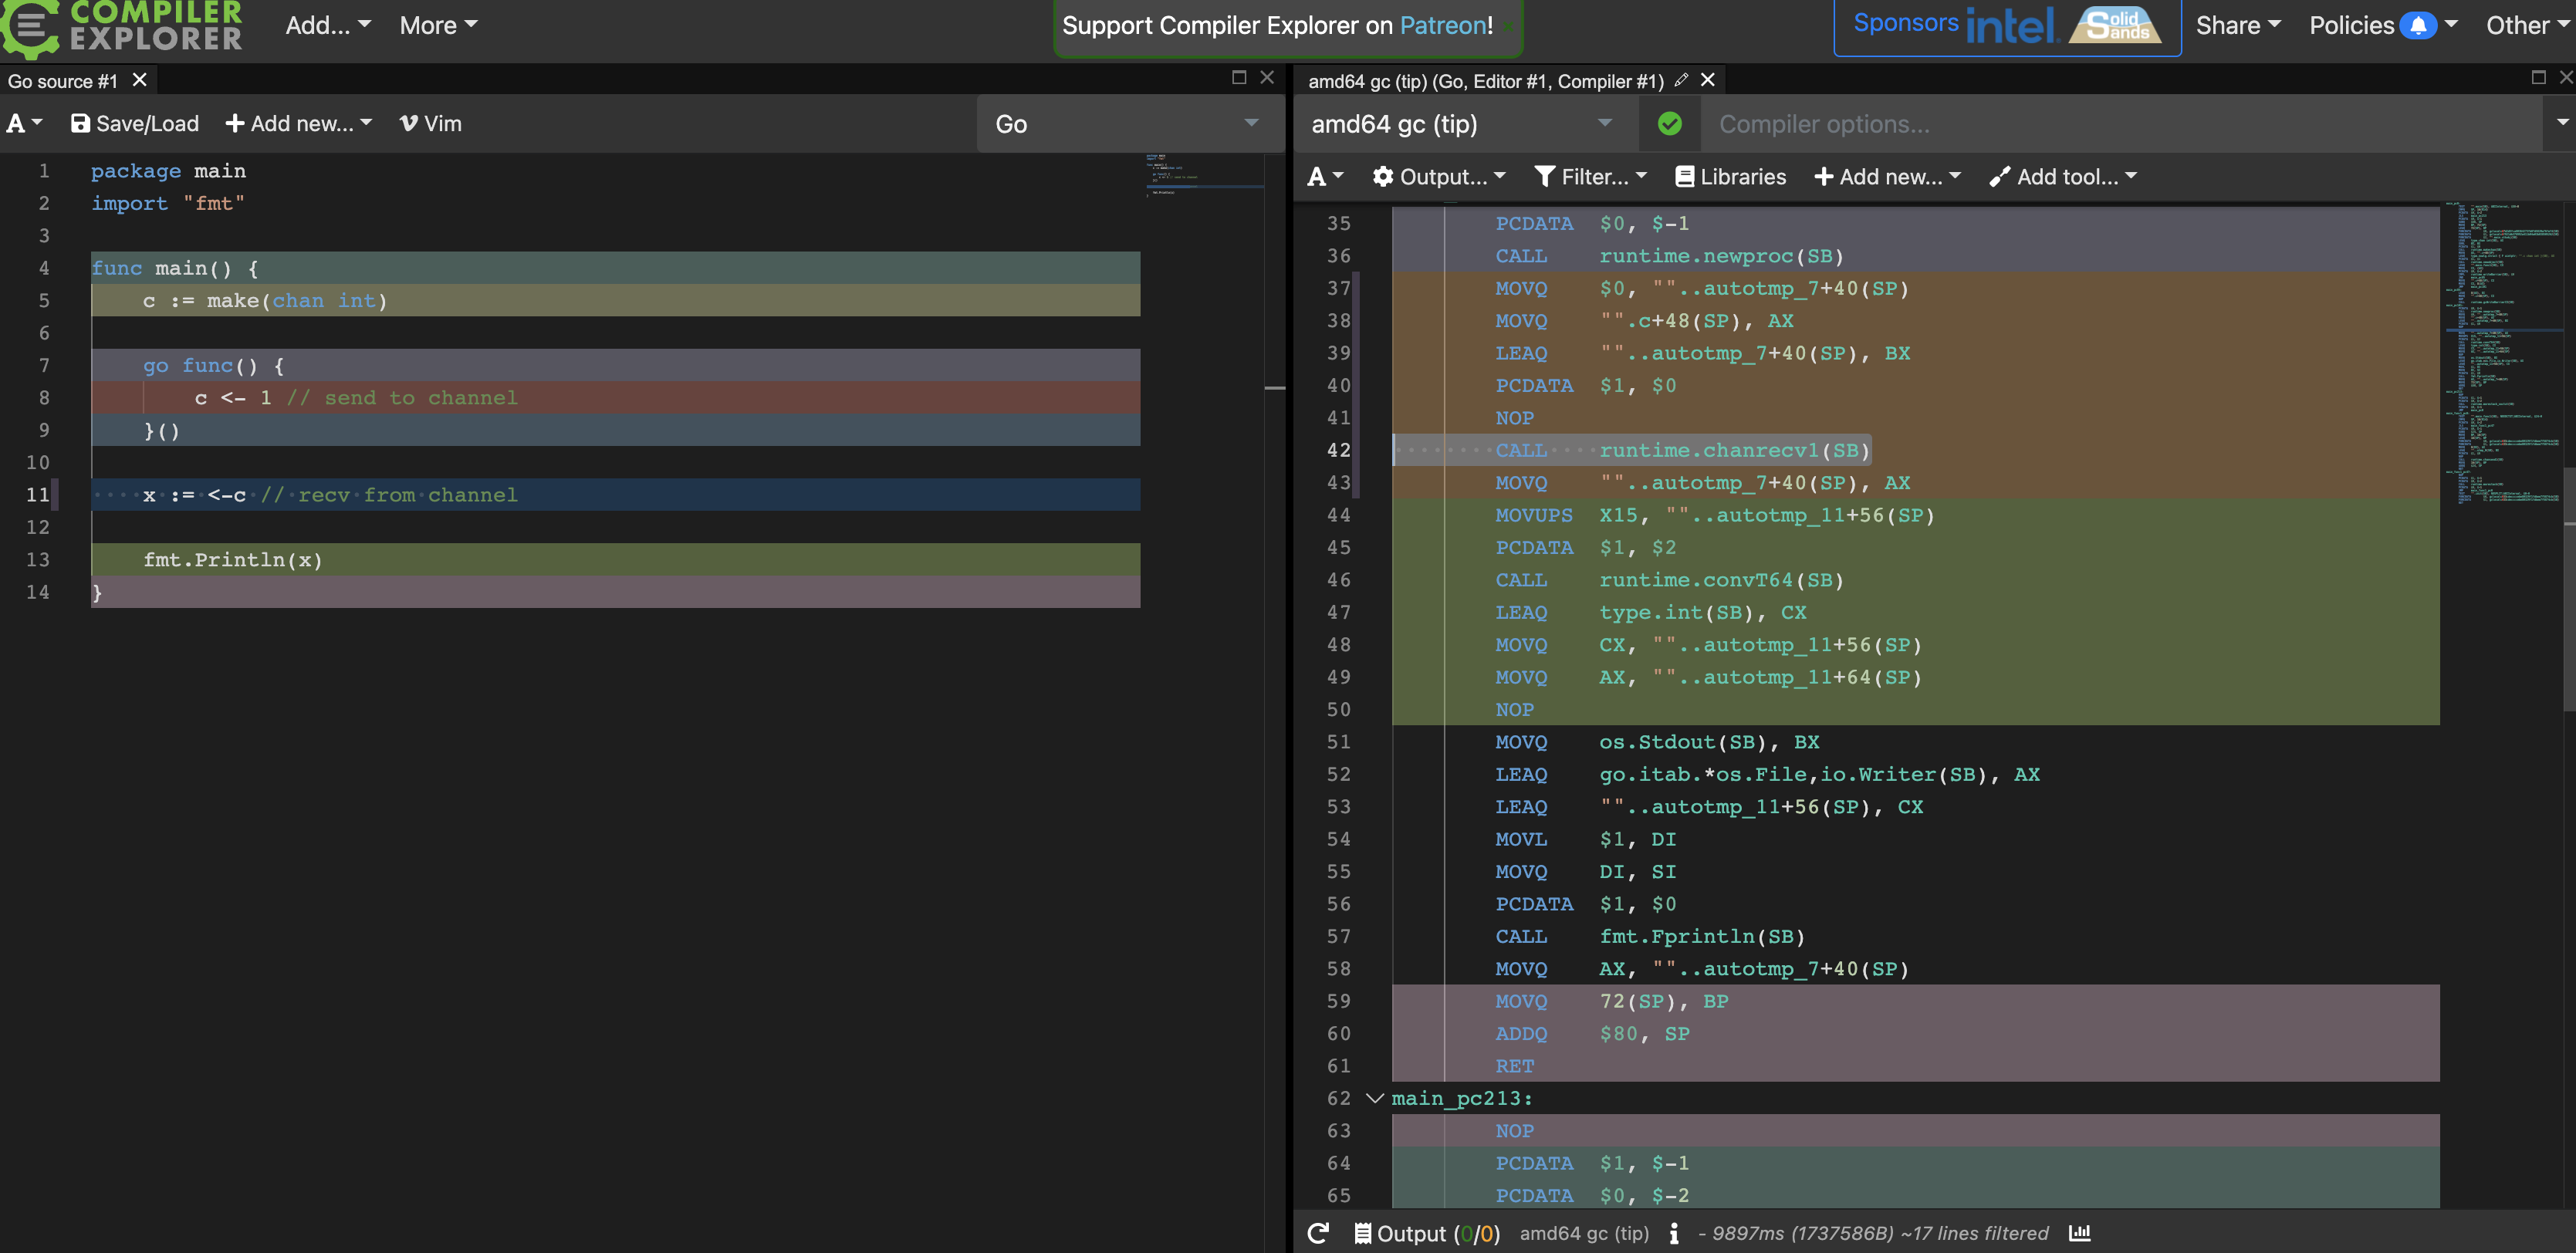 COMPILER EXPLORER Add... More Support Compiler Explorer on Patreon! Sponsors intel. Solid Sands Share Policies Other
Go source #1
Save/Load Add new... Vim Go
1 package main
2 import "fmt"
3
4 func main() {
5 c := make(chan int)
6
7 go func() {
8 c <- 1 // send to channel
9 }()
10
11 x := <-c // recv from channel
12
13 fmt.Println(x)
14 }
amd64 gc (tip) (Go, Editor #1, Compiler #1)
amd64 gc (tip) Compiler options...
A Output... Filter... Libraries Add new... Add tool...
35 PCDATA $0, $-1
36 CALL runtime.newproc(SB)
37 MOVQ $0, ""..autotmp_7+40(SP)
38 MOVQ "".c+48(SP), AX
39 LEAQ ""..autotmp_7+40(SP), BX
40 PCDATA $1, $0
41 NOP
42 CALL runtime.chanrecv1(SB)
43 MOVQ ""..autotmp_7+40(SP), AX
44 MOVUPS X15, ""..autotmp_11+56(SP)
45 PCDATA $1, $2
46 CALL runtime.convT64(SB)
47 LEAQ type.int(SB), CX
48 MOVQ CX, ""..autotmp_11+56(SP)
49 MOVQ AX, ""..autotmp_11+64(SP)
50 NOP
51 MOVQ os.Stdout(SB), BX
52 LEAQ go.itab.*os.File,io.Writer(SB), AX
53 LEAQ ""..autotmp_11+56(SP), CX
54 MOVL $1, DI
55 MOVQ DI, SI
56 PCDATA $1, $0
57 CALL fmt.Fprintln(SB)
58 MOVQ AX, ""..autotmp_7+40(SP)
59 MOVQ 72(SP), BP
60 ADDQ $80, SP
61 RET
62 main_pc213:
63 NOP
64 PCDATA $1, $-1
65 PCDATA $0, $-2
Output (0/0) amd64 gc (tip) i - 9897ms (1737586B) ~17 lines filtered